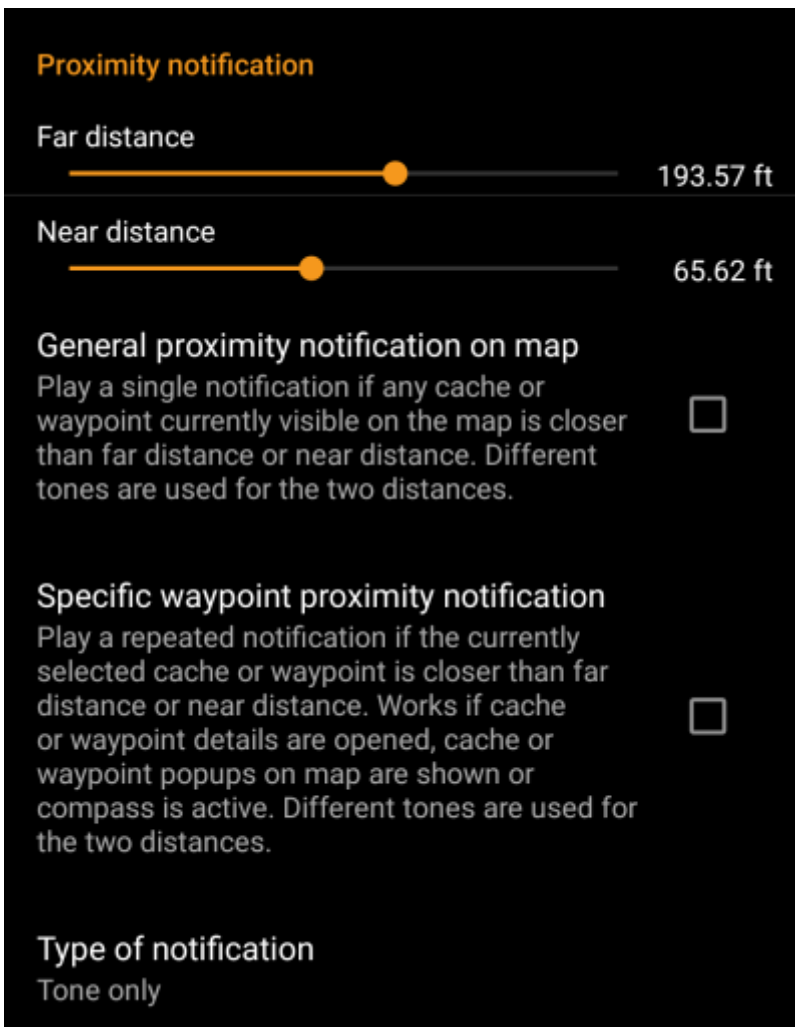 Proximity notification
Far distance
193.57 ft
Near distance
65.62 ft
General proximity notification on map
Play a single notification if any cache or
waypoint currently visible on the map is closer
than far distance or near distance. Different
tones are used for the two distances.
Specific waypoint proximity notification
Play a repeated notification if the currently
selected cache or waypoint is closer than far
distance or near distance. Works if cache
or waypoint details are opened, cache or
waypoint popups on map are shown or
compass is active. Different tones are used for
the two distances.
Type of notification
Tone only